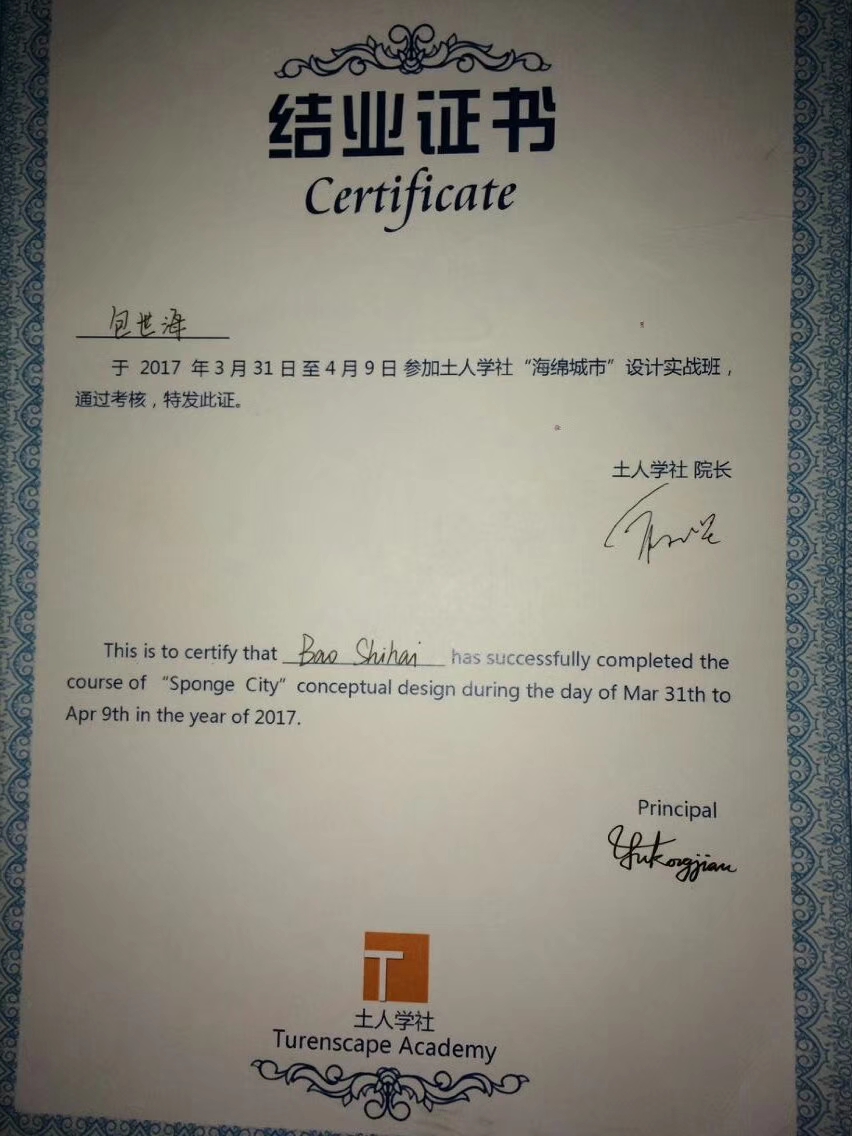 结业证书
Certificate
包世海
于 2017 年3月31日至4月9日参加土人学社“海绵城市”设计实战班，
通过考核，特发此证。
土人学社 院长
This is to certify that Bao Shihai has successfully completed the
course of “Sponge City” conceptual design during the day of Mar 31th to
Apr 9th in the year of 2017.
Principal
Yukongjian
T
土人学社
Turenscape Academy